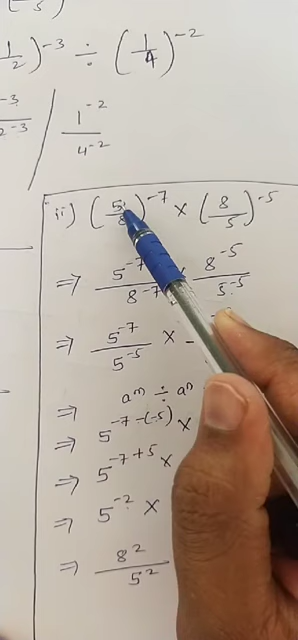 5)
1/2)^-3 ÷ (1/4)^-2
-3/2^-3 / 1^-2/4^-2
ii) (5/8)^-7 × (8/5)^-5
⇒ 5^-7/8^-7 × 8^-5/5^-5
⇒ 5^-7/5^-5 ×
⇒ a^m ÷ a^n
⇒ 5^-7-(-5) ×
⇒ 5^-7+5 ×
⇒ 5^-2 ×
⇒ 8^2/5^2